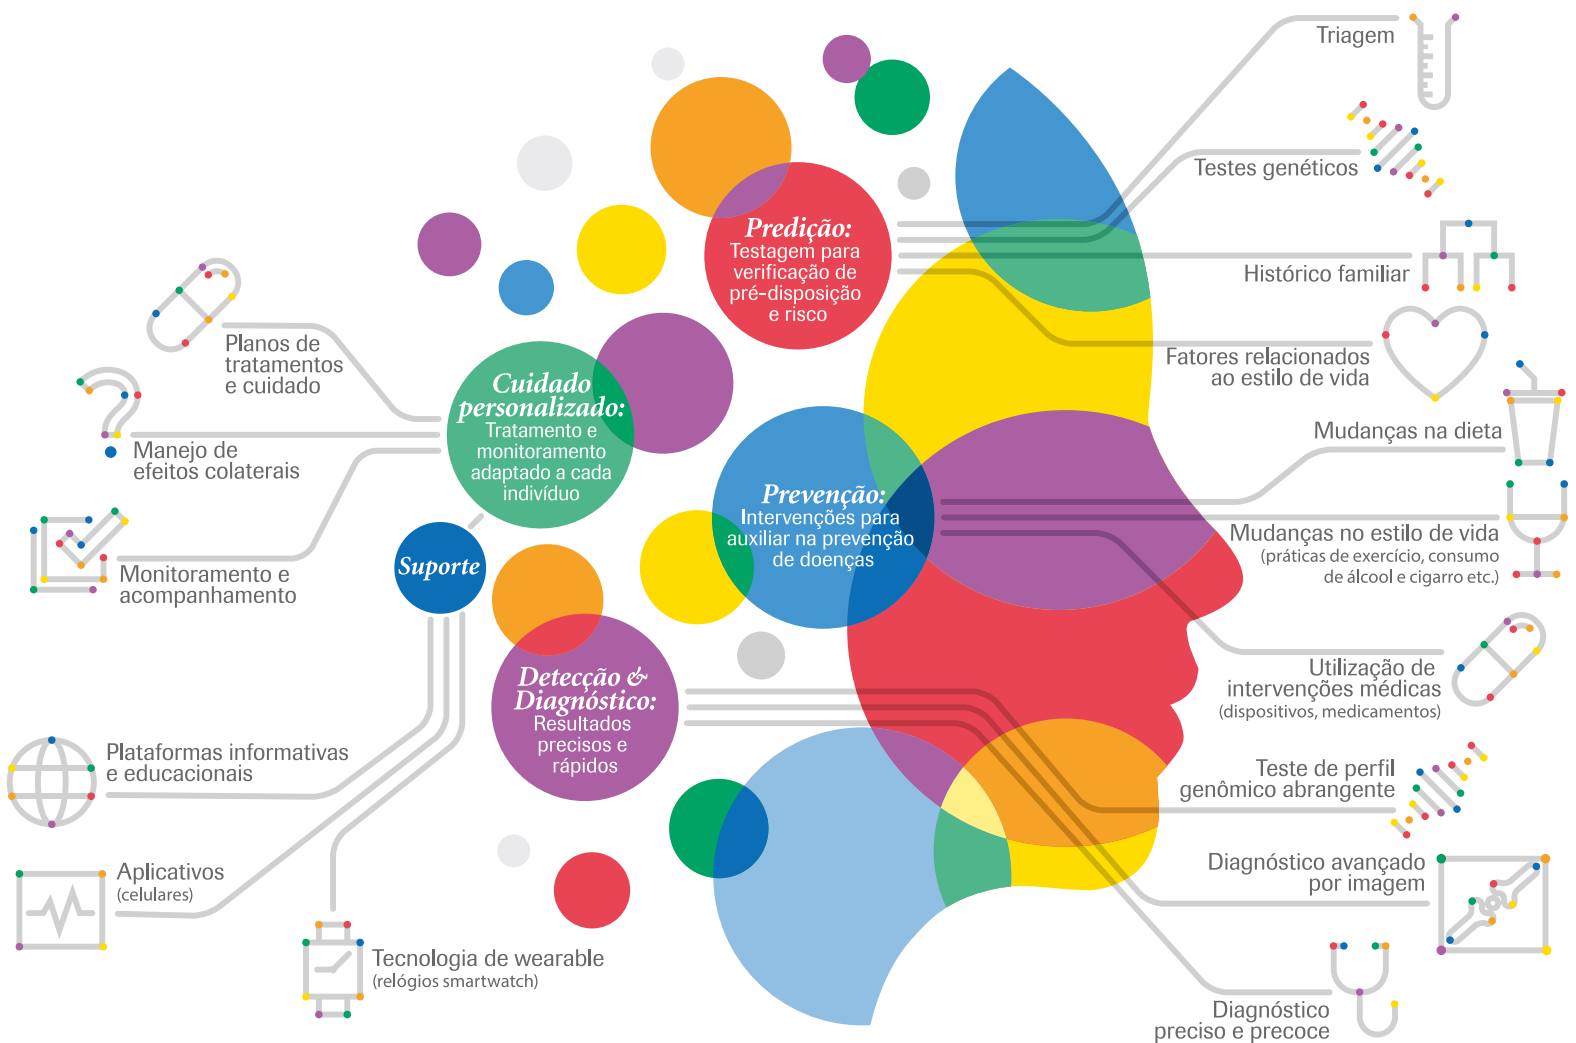 Triagem
Testes genéticos
Predição:
Testagem para
verificação de
pré-disposição
e risco
Histórico familiar
Fatores relacionados
ao estilo de vida
Planos de
tratamentos
e cuidado
Cuidado
personalizado:
Tratamento e
monitoramento
adaptado a cada
indivíduo
Manejo de
efeitos colaterais
Monitoramento e
acompanhamento
Mudanças na dieta
Prevenção:
Intervenções para
auxiliar na prevenção
de doenças
Mudanças no estilo de vida
(práticas de exercício, consumo
de álcool e cigarro etc.)
Utilização de
intervenções médicas
(dispositivos, medicamentos)
Suporte
Detecção &
Diagnóstico:
Resultados
precisos e
rápidos
Plataformas informativas
e educacionais
Aplicativos
(celulares)
Tecnologia de wearable
(relógios smartwatch)
Teste de perfil
genômico abrangente
Diagnóstico avançado
por imagem
Diagnóstico
preciso e precoce